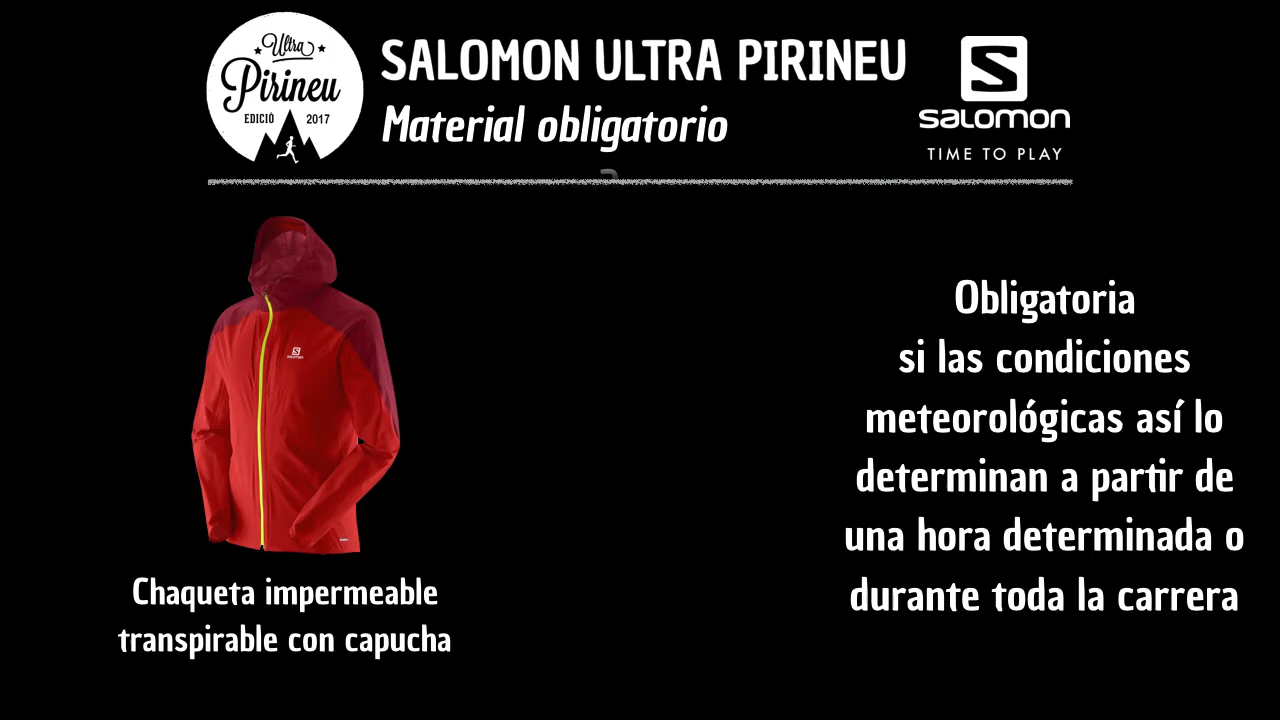 Ultra
Pirineu
EDICIÓ 2017
SALOMON ULTRA PIRINEU
Material obligatorio
S
SALOMON
TIME TO PLAY
S
SALOMON
Chaqueta impermeable
transpirable con capucha
Obligatoria
si las condiciones
meteorológicas así lo
determinan a partir de
una hora determinada o
durante toda la carrera